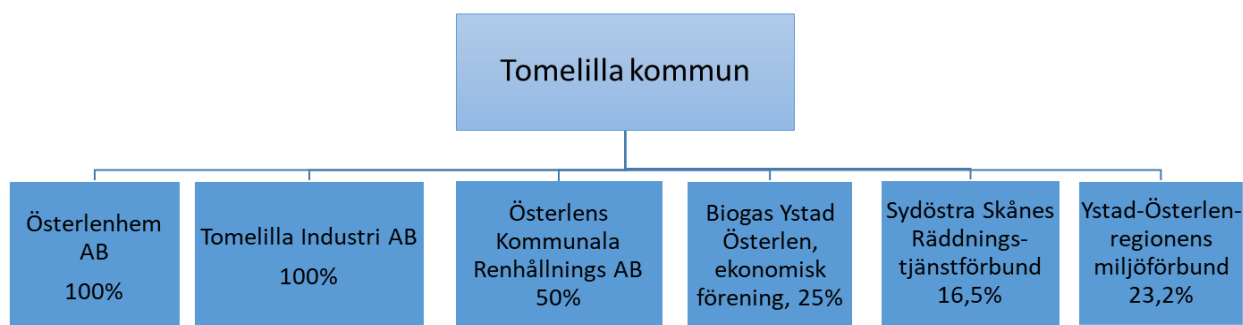 Tomelilla kommun
Österlenhem
AB
100%
Tomelilla Industri AB
100%
Österlens
Kommunala
Renhållnings AB
50%
Biogas Ystad
Österlen,
ekonomisk
förening, 25%
Sydöstra Skånes
Räddnings-
tjänstförbund
16,5%
Ystad-Österlen-
regionens
miljöförbund
23,2%